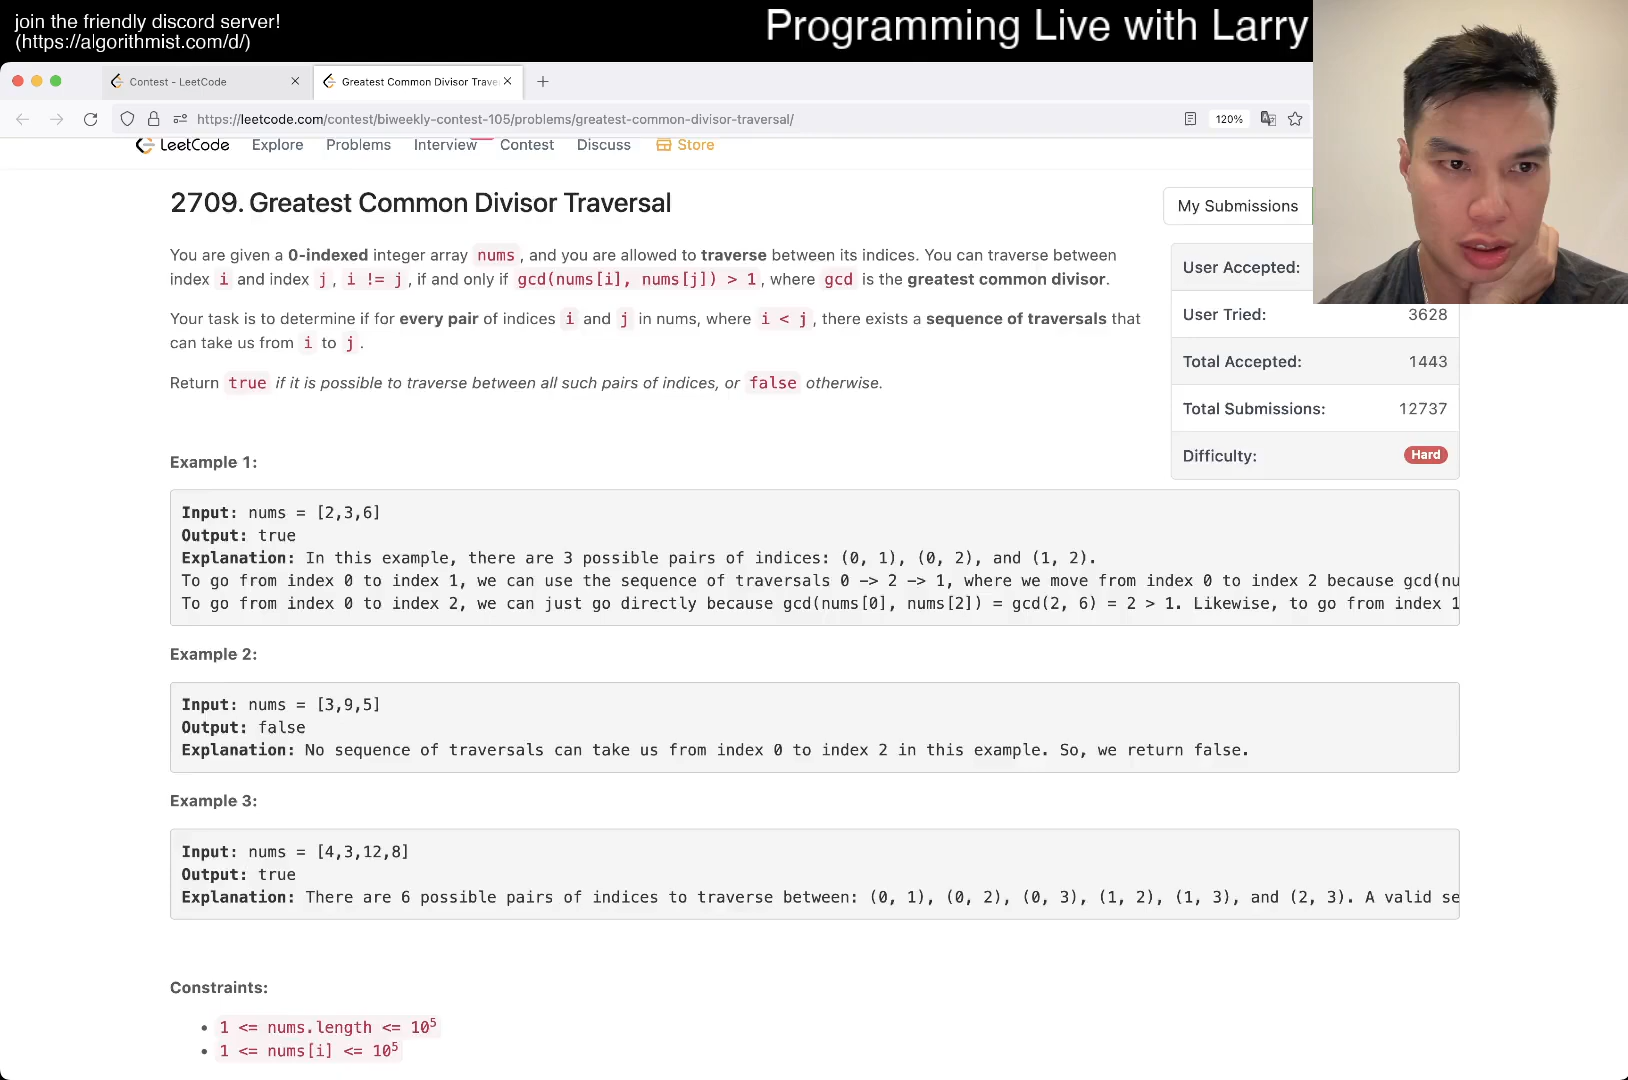 join the friendly discord server!
(https://algorithmist.com/d/)
Programming Live with Larry
Contest - LeetCode
Greatest Common Divisor Trave
https://leetcode.com/contest/biweekly-contest-105/problems/greatest-common-divisor-traversal/
120%
LeetCode Explore Problems Interview Contest Discuss Store
2709. Greatest Common Divisor Traversal
My Submissions
You are given a 0-indexed integer array nums, and you are allowed to traverse between its indices. You can traverse between
index i and index j, i != j, if and only if gcd(nums[i], nums[j]) > 1, where gcd is the greatest common divisor.
Your task is to determine if for every pair of indices i and j in nums, where i < j, there exists a sequence of traversals that
can take us from i to j.
Return true if it is possible to traverse between all such pairs of indices, or false otherwise.
User Accepted:
User Tried: 3628
Total Accepted: 1443
Total Submissions: 12737
Difficulty: Hard
Example 1:
Input: nums = [2,3,6]
Output: true
Explanation: In this example, there are 3 possible pairs of indices: (0, 1), (0, 2), and (1, 2).
To go from index 0 to index 1, we can use the sequence of traversals 0 -> 2 -> 1, where we move from index 0 to index 2 because gcd(nu
To go from index 0 to index 2, we can just go directly because gcd(nums[0], nums[2]) = gcd(2, 6) = 2 > 1. Likewise, to go from index 1
Example 2:
Input: nums = [3,9,5]
Output: false
Explanation: No sequence of traversals can take us from index 0 to index 2 in this example. So, we return false.
Example 3:
Input: nums = [4,3,12,8]
Output: true
Explanation: There are 6 possible pairs of indices to traverse between: (0, 1), (0, 2), (0, 3), (1, 2), (1, 3), and (2, 3). A valid se
Constraints:
• 1 <= nums.length <= 10⁵
• 1 <= nums[i] <= 10⁵